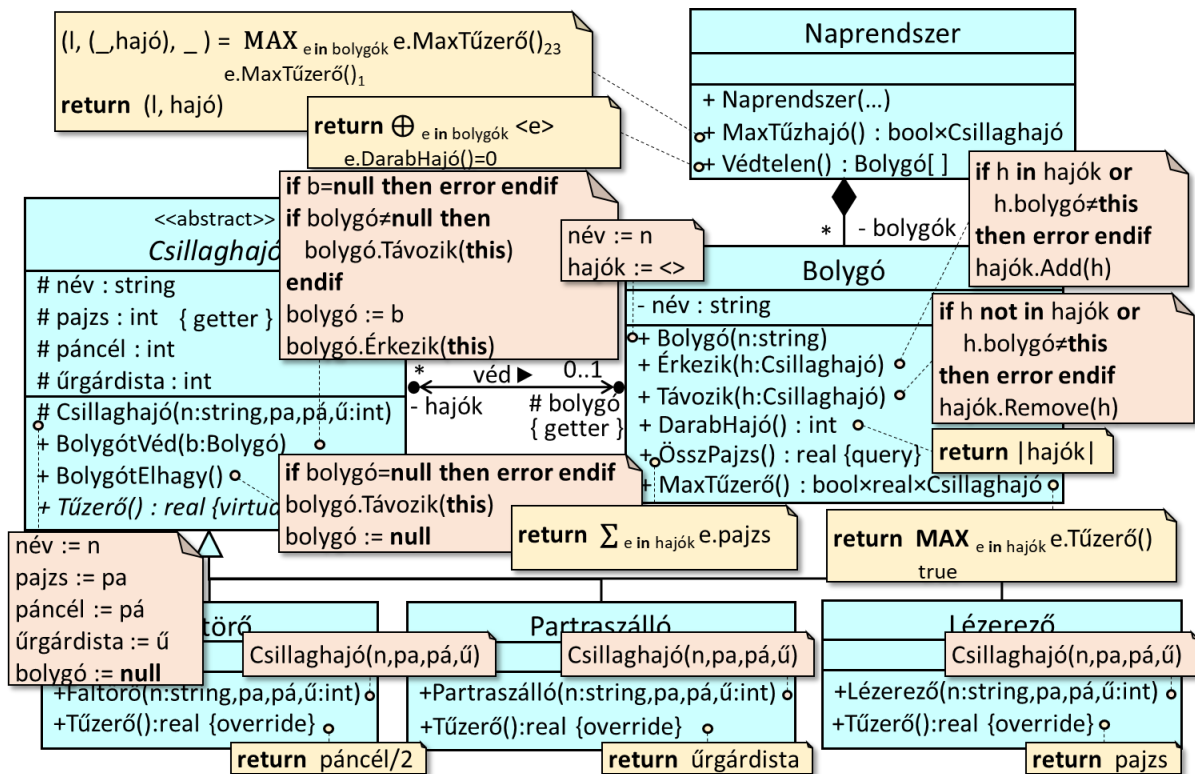 (l, (_,hajó), _ ) = MAX e in bolygók e.MaxTűzerő()23
e.MaxTűzerő()1
return (l, hajó)
return ⊕ e in bolygók <e>
e.DarabHajó()=0
Naprendszer
+ Naprendszer(...)
+ MaxTűzhajó() : bool×Csillaghajó
+ Védtelen() : Bolygó[ ]
* - bolygók
if h in hajók or
h.bolygó≠this
then error endif
hajók.Add(h)
<<abstract>>
Csillaghajó
# név : string
# pajzs : int { getter }
# páncél : int
# űrgárdista : int
# Csillaghajó(n:string,pa,pá,ű:int)
+ BolygótVéd(b:Bolygó)
+ BolygótElhagy()
+ Tűzerő() : real {virtu
if b=null then error endif
if bolygó≠null then
bolygó.Távozik(this)
endif
bolygó := b
bolygó.Érkezik(this)
név := n
hajók := <>
* véd ► 0..1
- hajók # bolygó
{ getter }
Bolygó
- név : string
+ Bolygó(n:string)
+ Érkezik(h:Csillaghajó)
+ Távozik(h:Csillaghajó)
+ DarabHajó() : int
+ ÖsszPajzs() : real {query}
+ MaxTűzerő() : bool×real×Csillaghajó
if h not in hajók or
h.bolygó≠this
then error endif
hajók.Remove(h)
return |hajók|
if bolygó=null then error endif
bolygó.Távozik(this)
bolygó := null
return ∑ e in hajók e.pajzs
return MAX e in hajók e.Tűzerő()
true
név := n
pajzs := pa
páncél := pá
űrgárdista := ű
bolygó := null
törő
Csillaghajó(n,pa,pá,ű)
+Faltörő(n:string,pa,pá,ű:int)
+Tűzerő():real {override}
return páncél/2
Partraszálló
Csillaghajó(n,pa,pá,ű)
+Partraszálló(n:string,pa,pá,ű:int)
+Tűzerő():real {override}
return űrgárdista
Lézerező
Csillaghajó(n,pa,pá,ű)
+Lézerező(n:string,pa,pá,ű:int)
+Tűzerő():real {override}
return pajzs